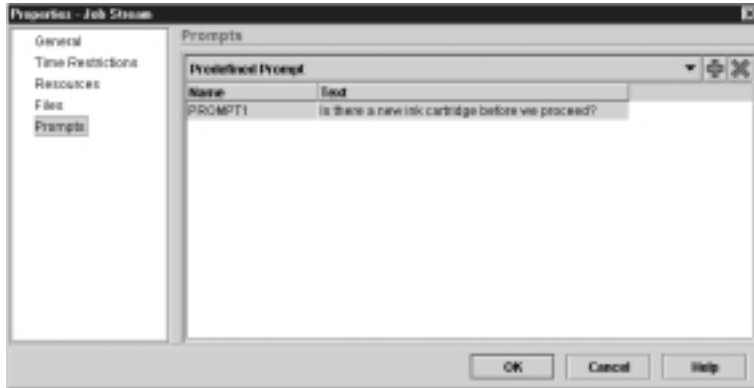 Properties - Job Stream
General
Time Restrictions
Resources
Files
Prompts
Prompts
Predefined Prompt
Name Text
PROMPT1 Is there a new ink cartridge before we proceed?
OK Cancel Help